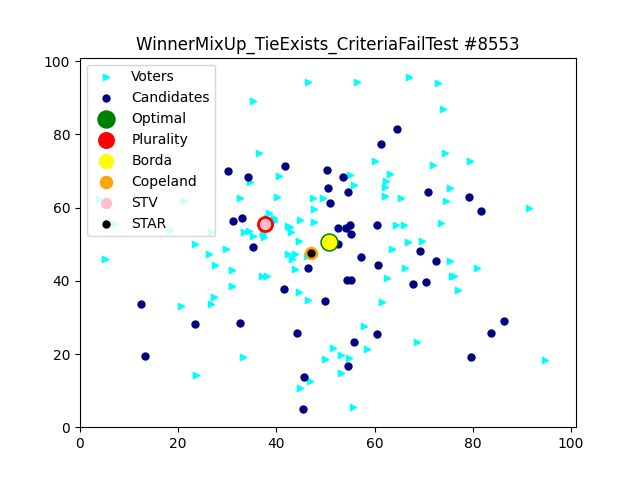 WinnerMixUp_TieExists_CriteriaFailTest #8553
100
80
60
40
20
0
Voters
Candidates
Optimal
Plurality
Borda
Copeland
STV
STAR
0 20 40 60 80 100